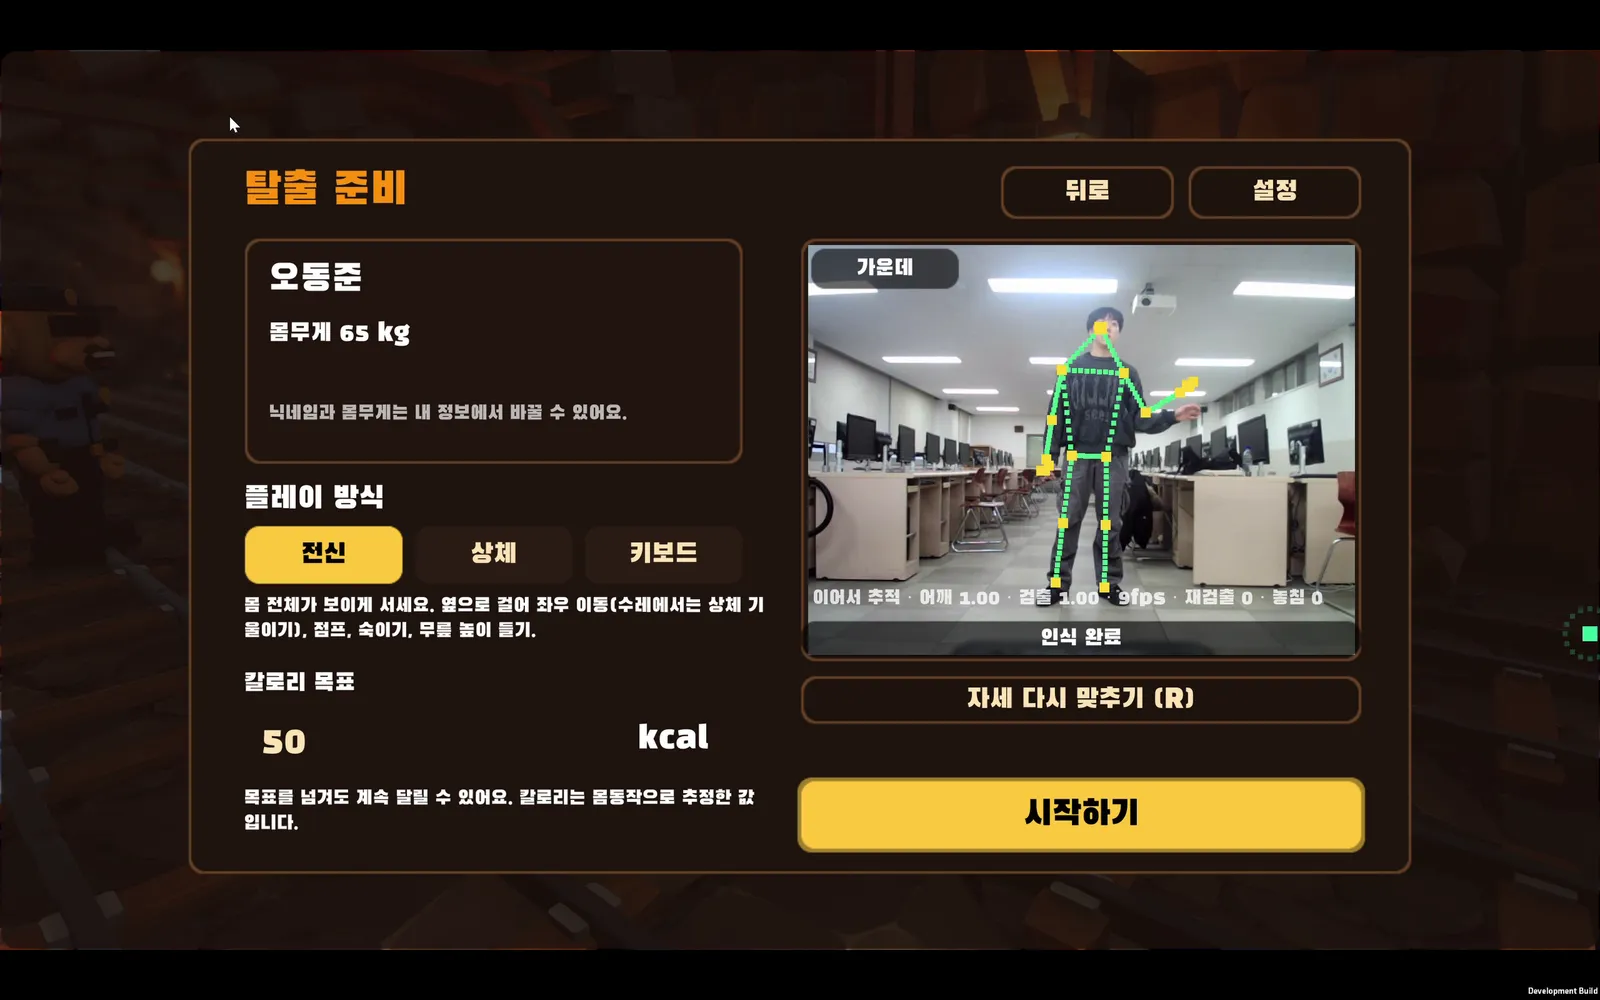 탈출 준비
뒤로
설정
오동준
몸무게 65 kg
닉네임과 몸무게는 내 정보에서 바꿀 수 있어요.
플레이 방식
전신
상체
키보드
몸 전체가 보이게 서세요. 옆으로 걸어 좌우 이동(수레에서는 상체 기
울이기), 점프, 숙이기, 무릎 높이 들기.
칼로리 목표
50
kcal
목표를 넘겨도 계속 달릴 수 있어요. 칼로리는 몸동작으로 추정한 값
입니다.
가운데
이어서 추적 · 어깨 1.00 · 검출 1.00 · 9fps · 재검출 0 · 놓침 0
인식 완료
자세 다시 맞추기 (R)
시작하기
Development Build